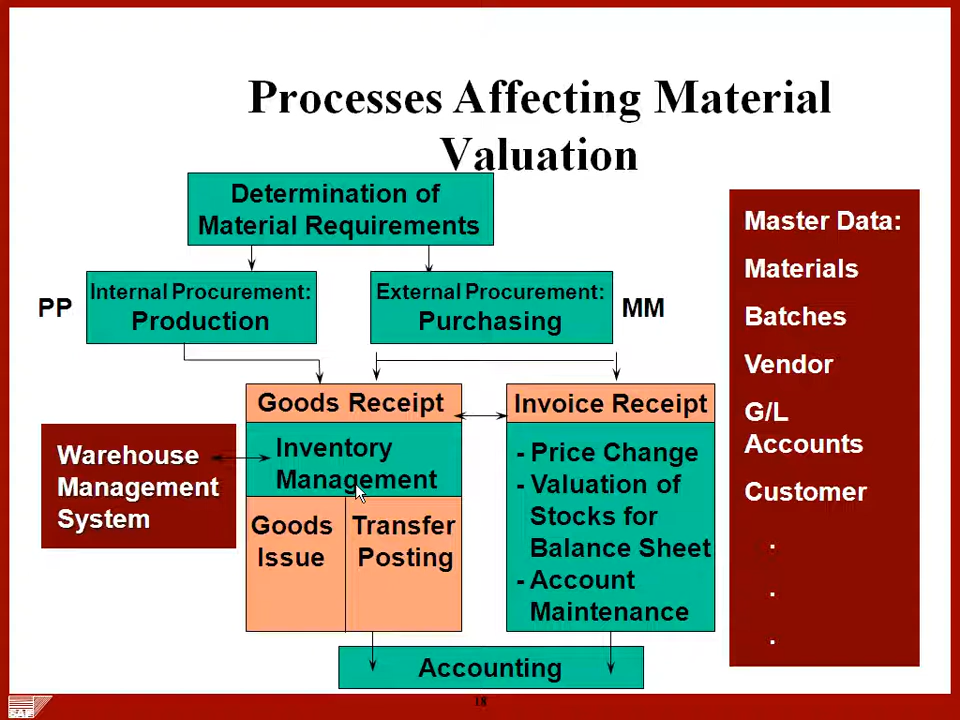 Processes Affecting Material
Valuation
Determination of
Material Requirements
PP
Internal Procurement:
Production
External Procurement:
Purchasing
MM
Goods Receipt
Inventory
Management
Goods
Issue
Transfer
Posting
Warehouse
Management
System
Invoice Receipt
- Price Change
- Valuation of
Stocks for
Balance Sheet
- Account
Maintenance
Accounting
Master Data:
Materials
Batches
Vendor
G/L
Accounts
Customer
.
.
.
18
SAP